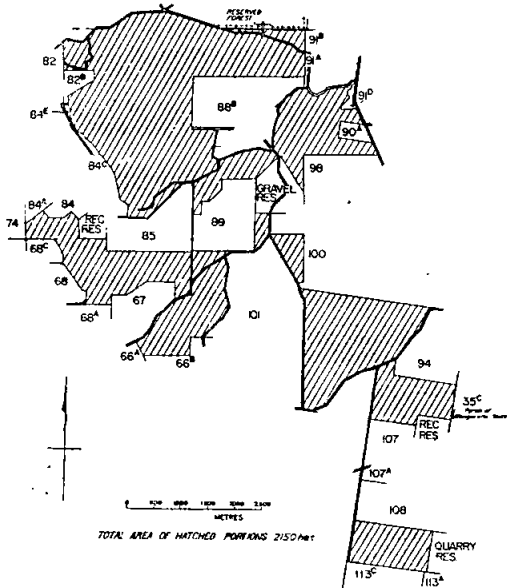 RESERVED
FOREST
91B
82
91A
82B
91D
88B
84E
90A
84C
98
84A
84
GRAVEL
RES.
74
REC
RES
89
68C
85
100
68
67
101
68A
66A
66B
94
35C
REC
RES
107
107A
108
METRES
TOTAL AREA OF HATCHED PORTIONS 2150 ha±
QUARRY
RES.
113C
113A